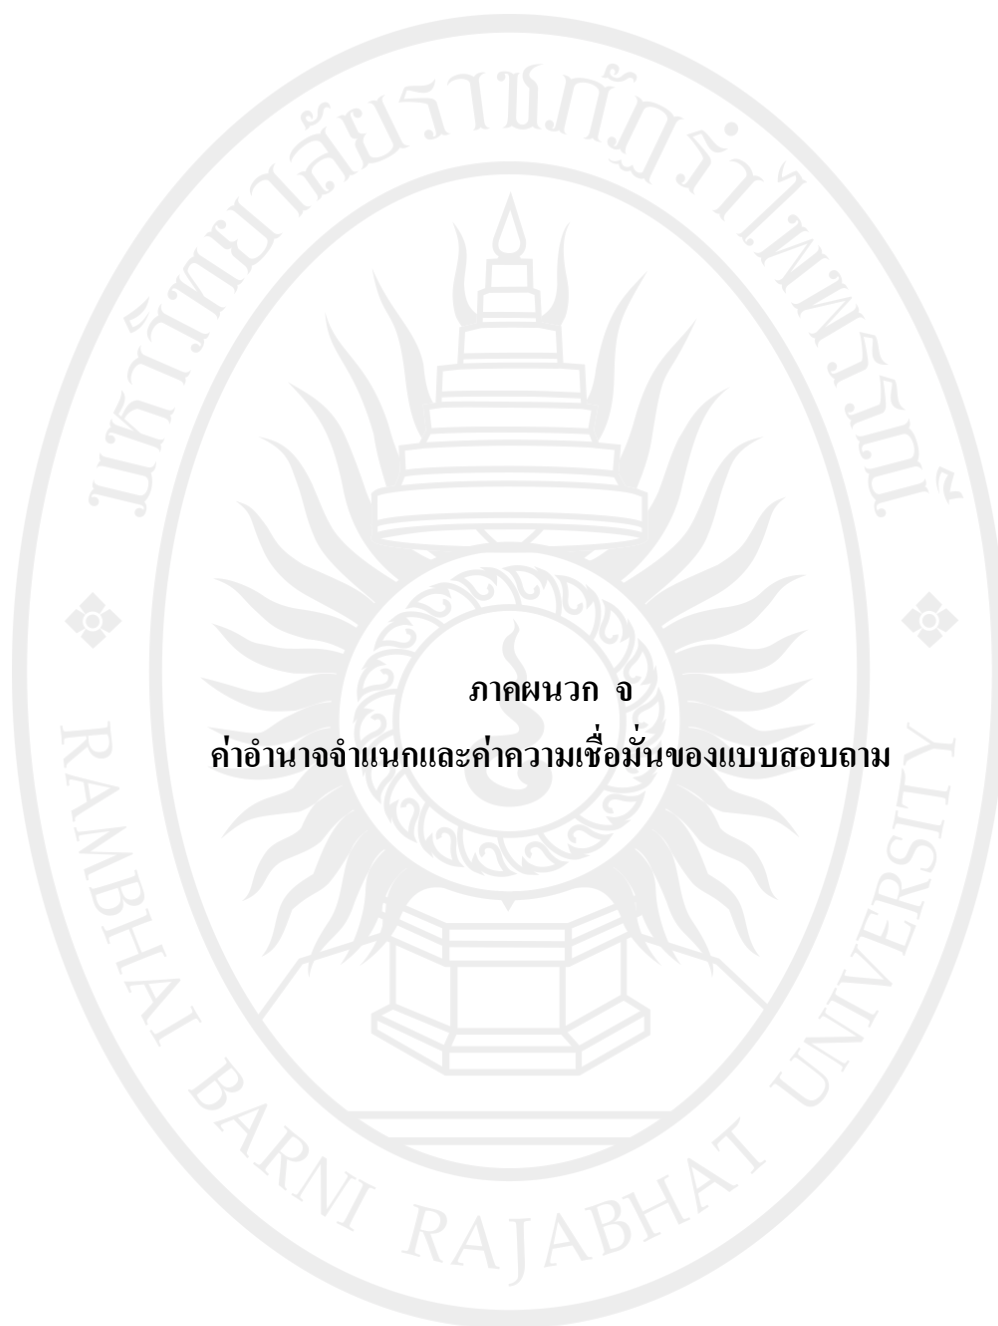 มหาวิทยาลัยราชภัฏรำไพพรรณี
ภาคผนวก จ
ค่าอำนาจจำแนกและค่าความเชื่อมั่นของแบบสอบถาม
RAMBHAI BARNI RAJABHAT UNIVERSITY